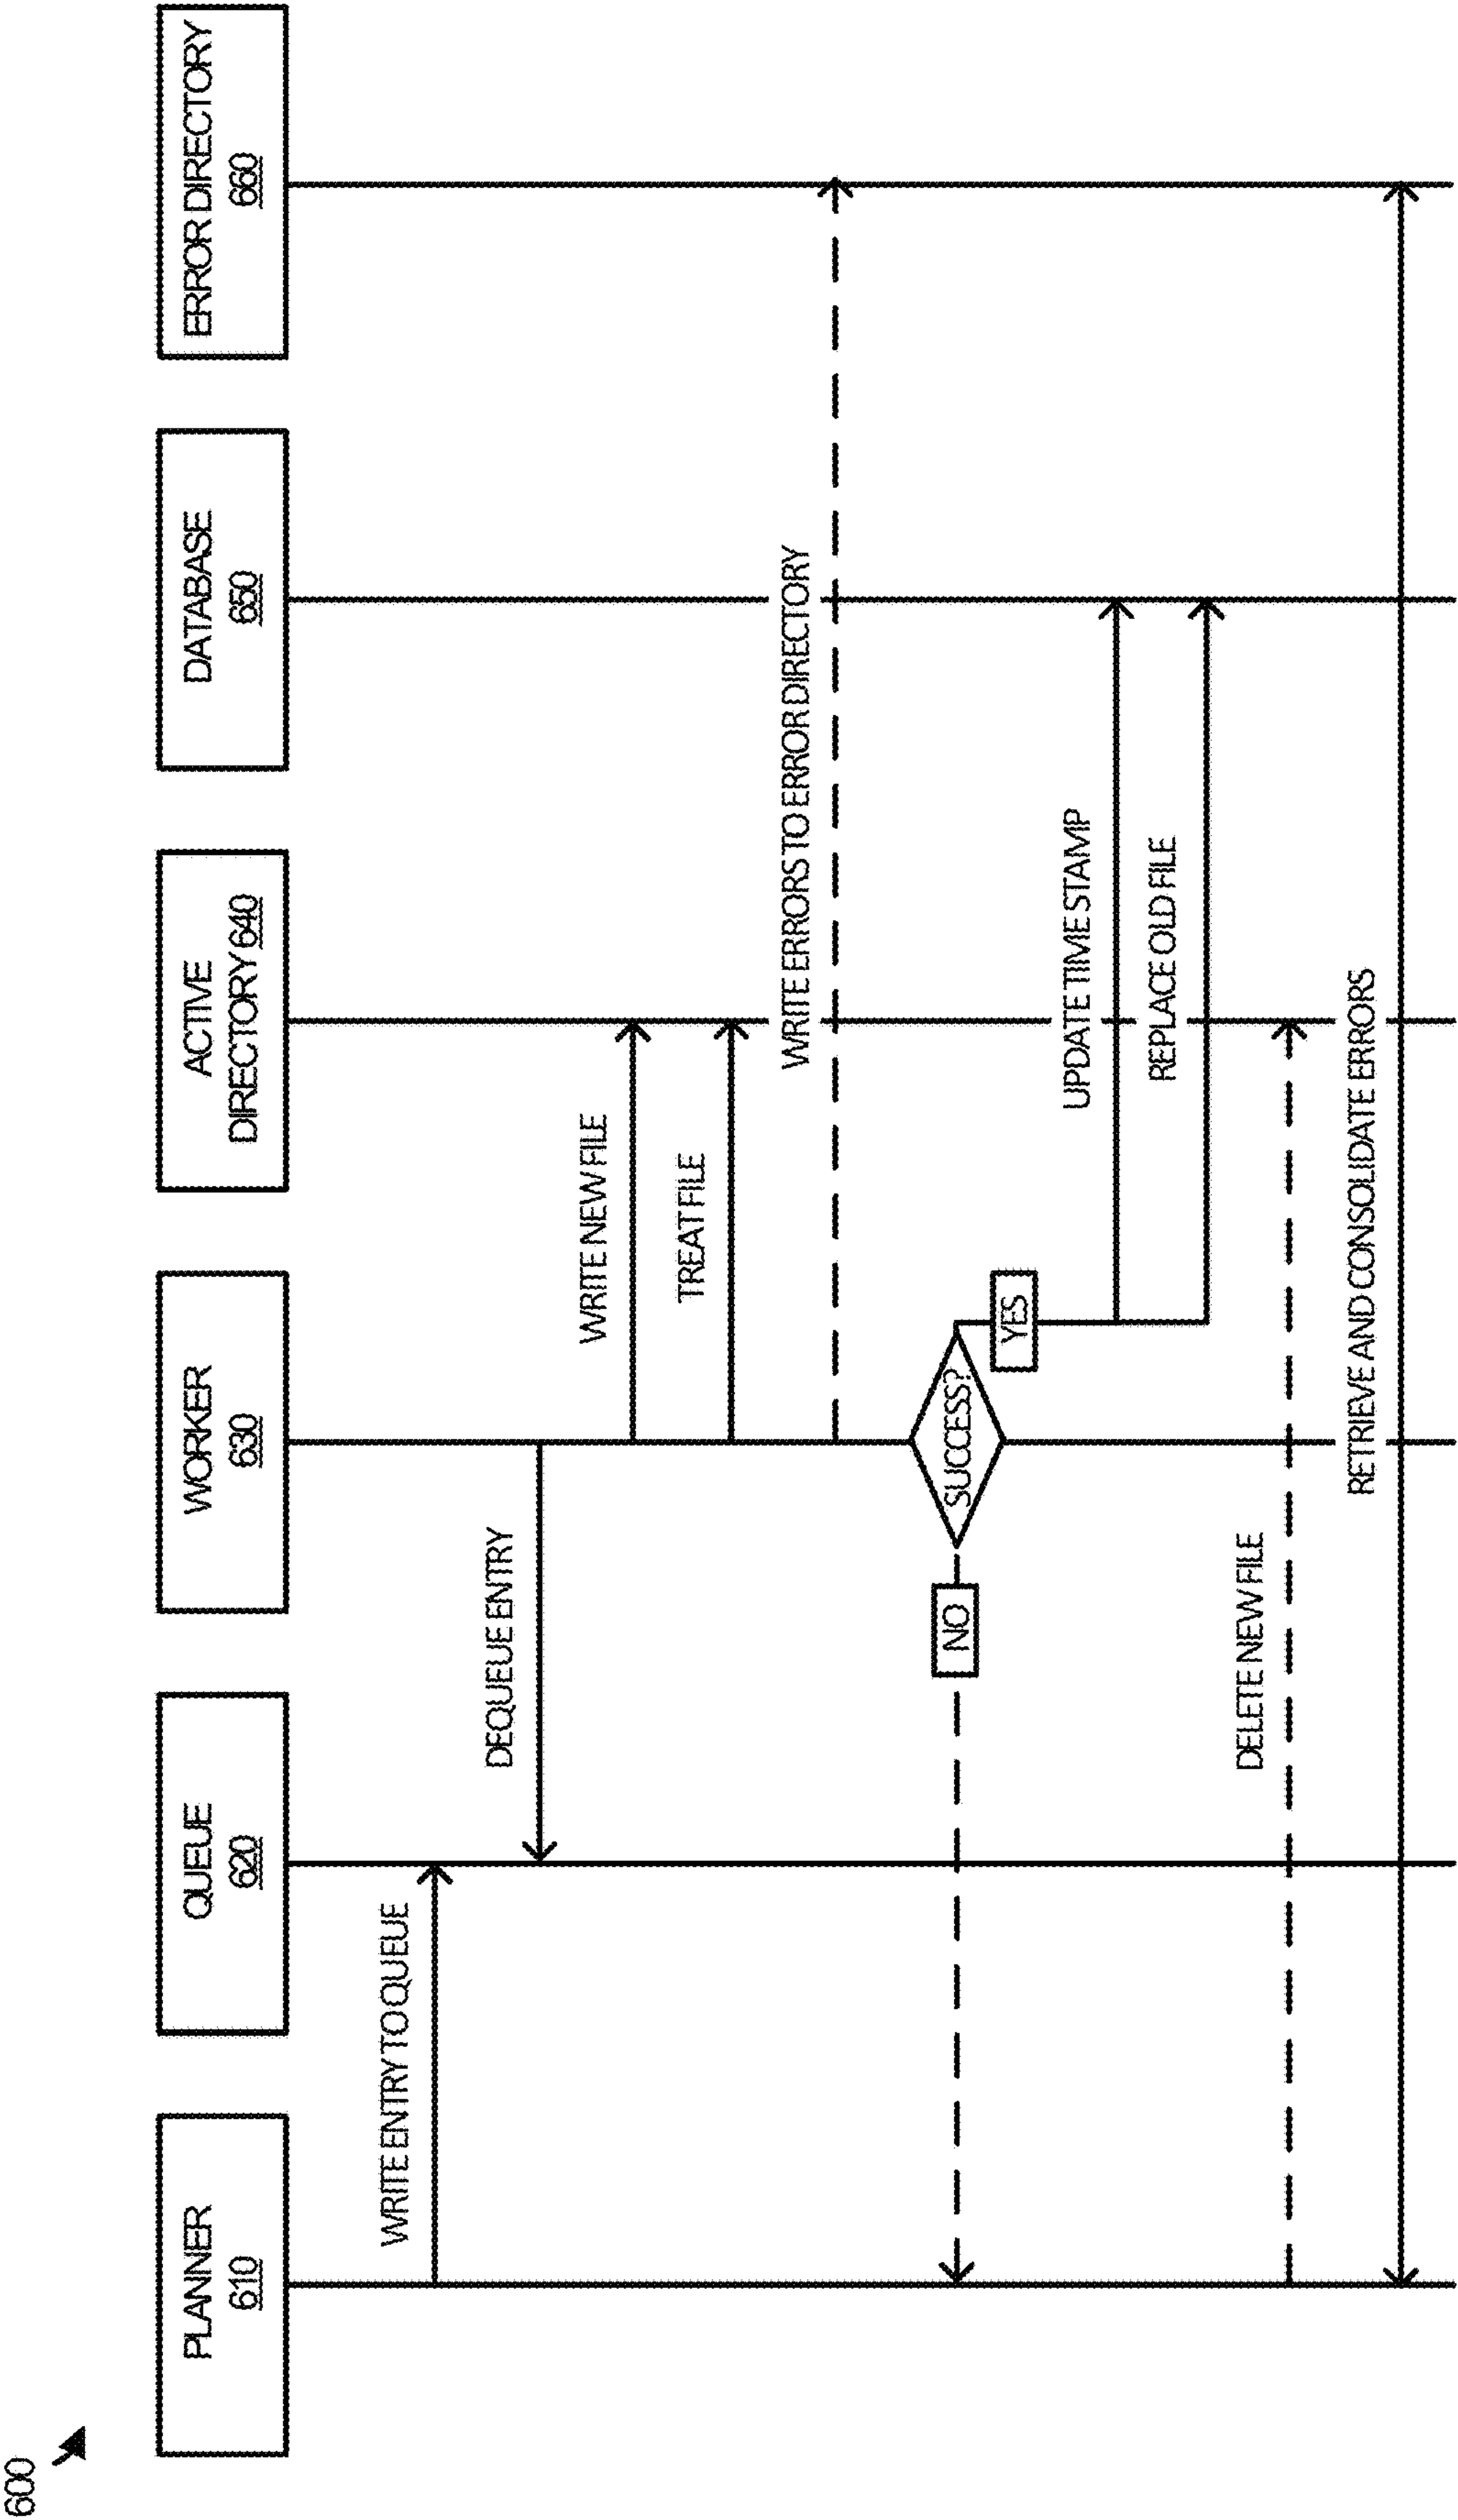 600
PLANNER
610
QUEUE
620
WORKER
630
ACTIVE
DIRECTORY 640
DATABASE
650
ERROR DIRECTORY
660
WRITE ENTRY TO QUEUE
DEQUEUE ENTRY
WRITE NEW FILE
TREAT FILE
WRITE ERRORS TO ERROR DIRECTORY
NO
SUCCESS?
YES
UPDATE TIME STAMP
REPLACE OLD FILE
DELETE NEW FILE
RETRIEVE AND CONSOLIDATE ERRORS